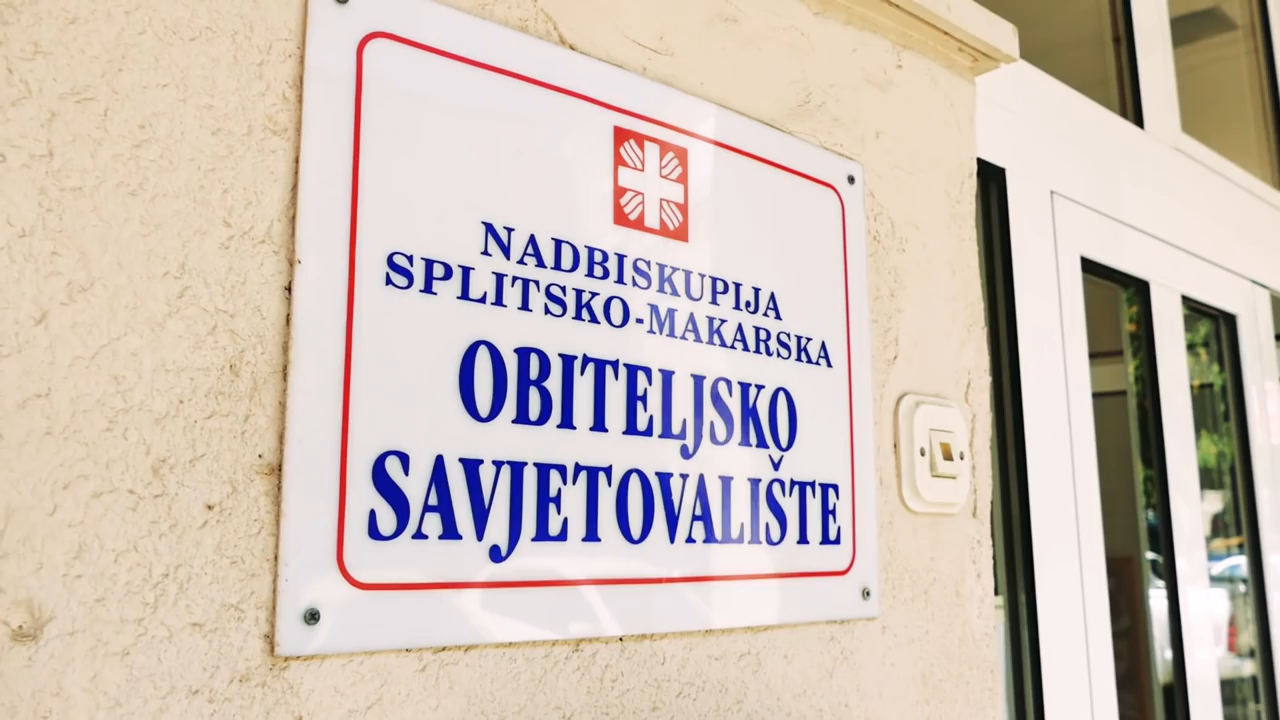 NADBISKUPIJA
SPLITSKO-MAKARSKA
OBITELJSKO
SAVJETOVALIŠTE